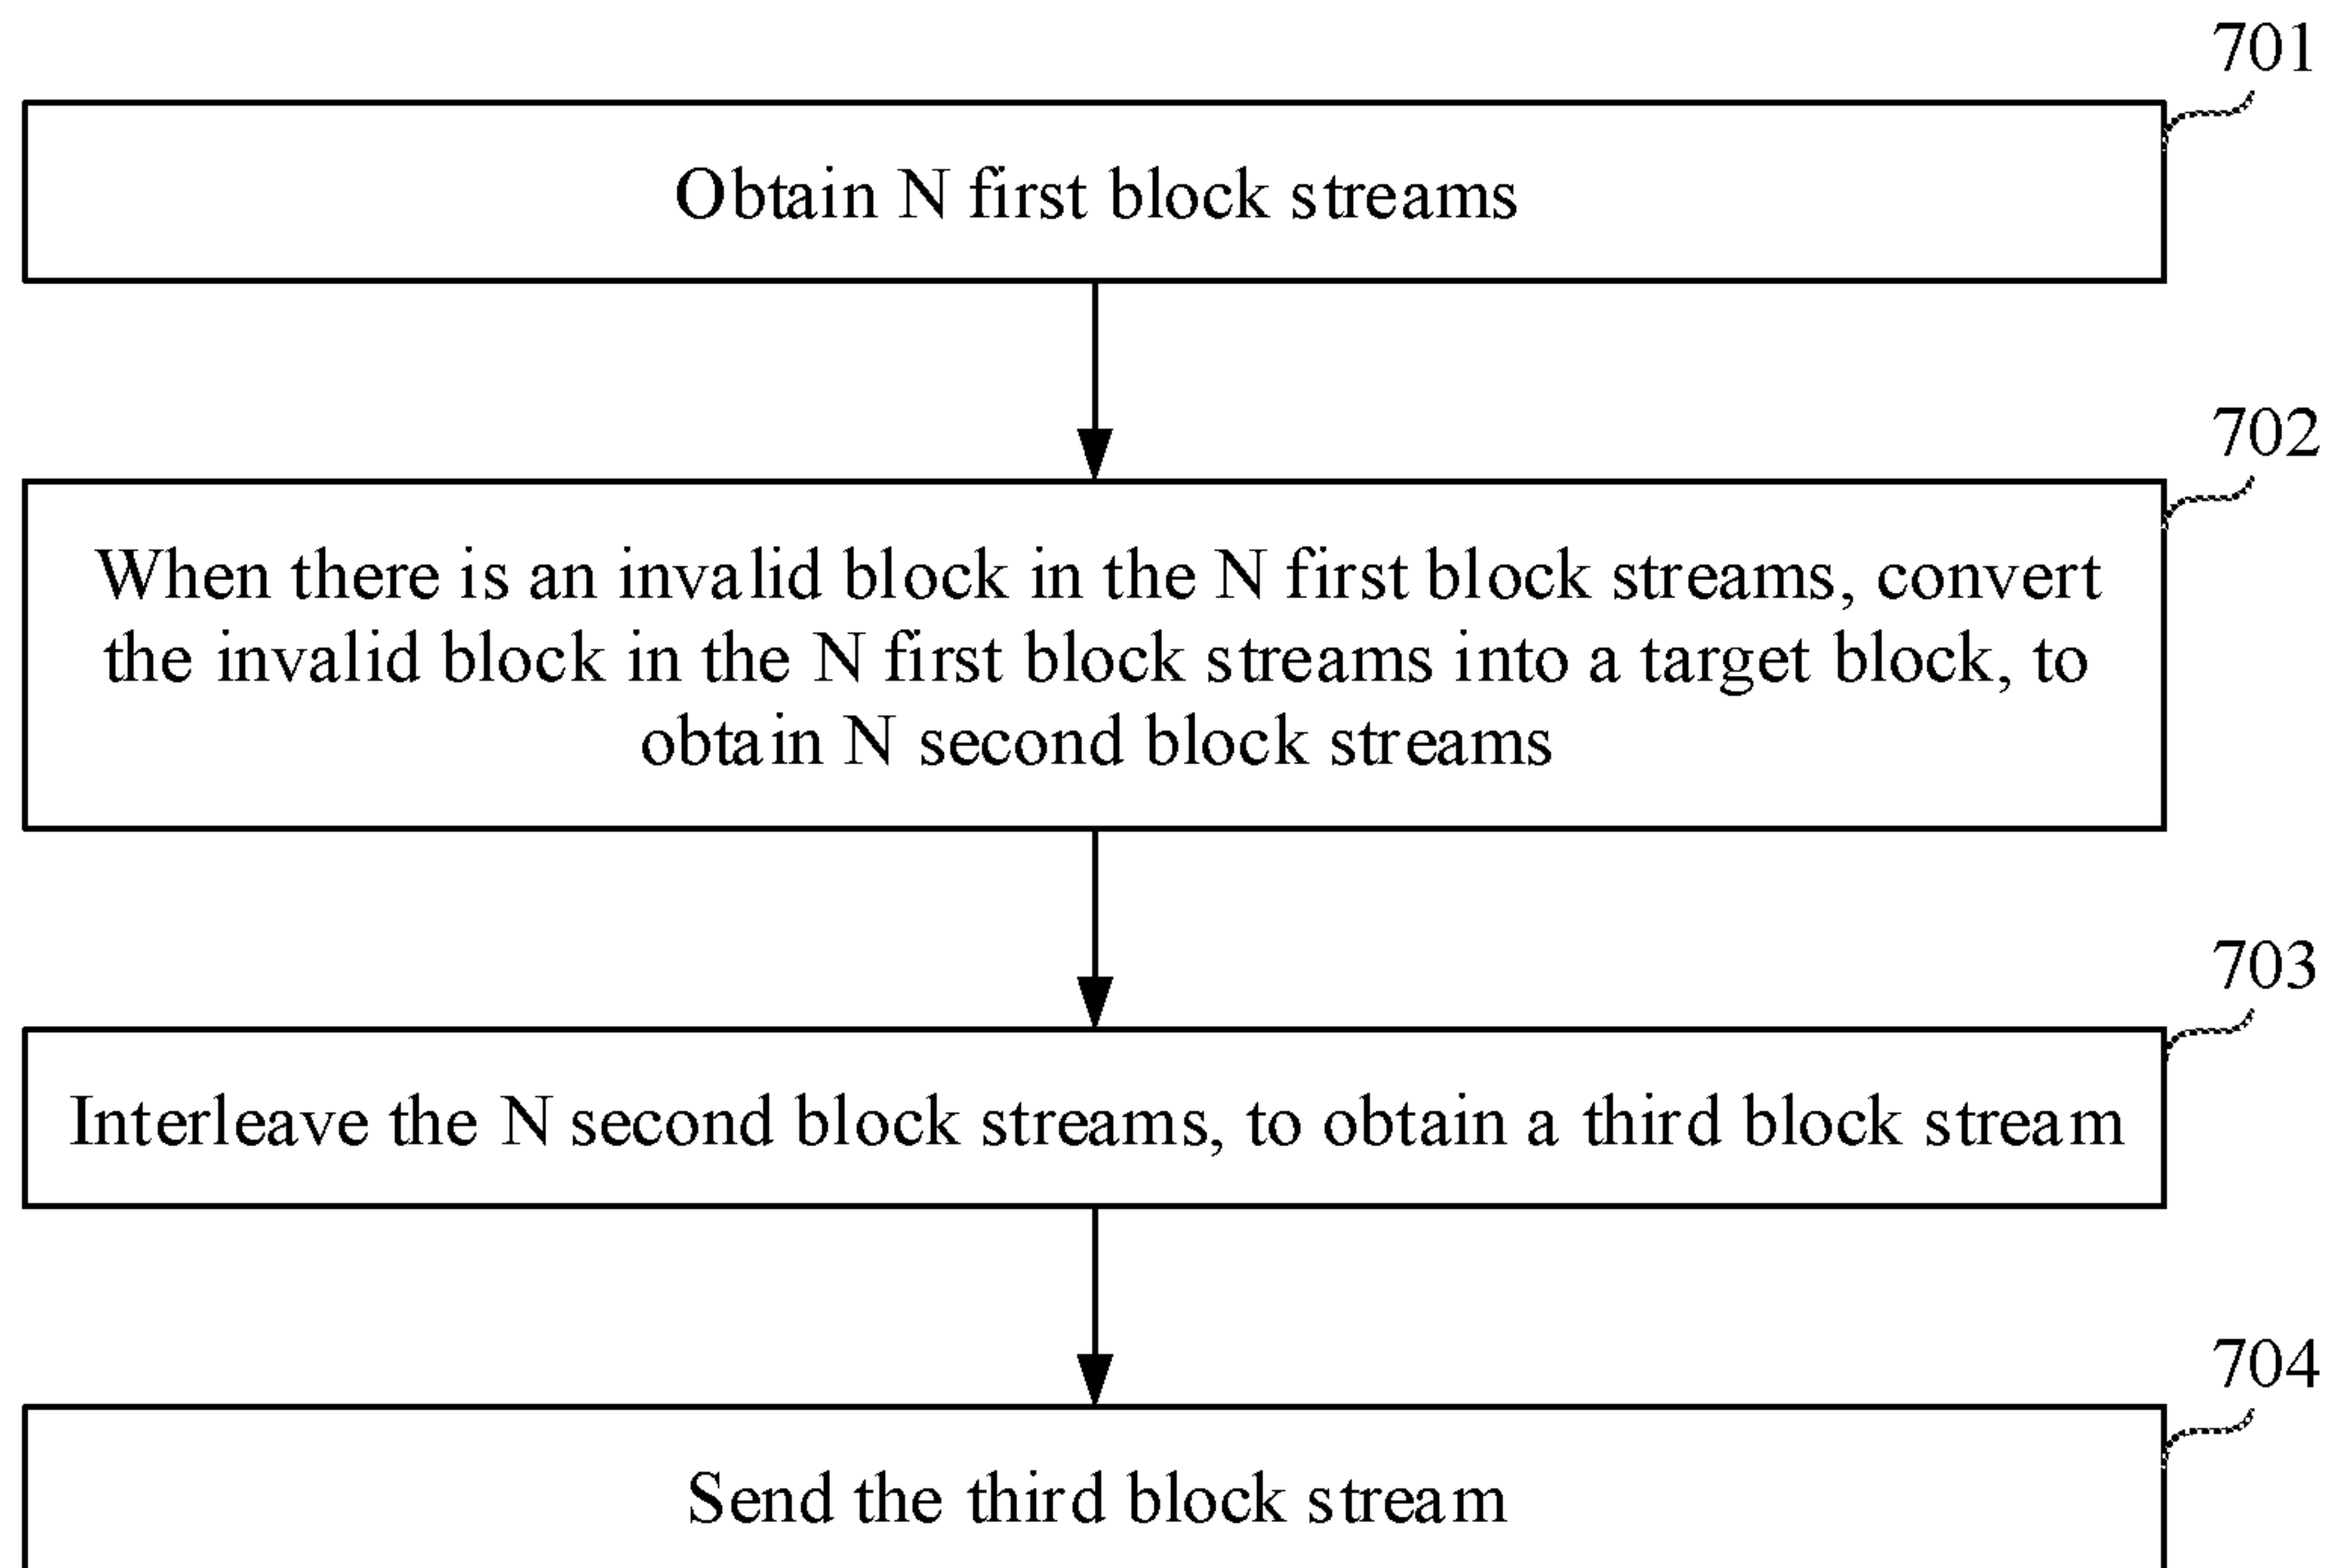 701
Obtain N first block streams
702
When there is an invalid block in the N first block streams, convert
the invalid block in the N first block streams into a target block, to
obtain N second block streams
703
Interleave the N second block streams, to obtain a third block stream
704
Send the third block stream